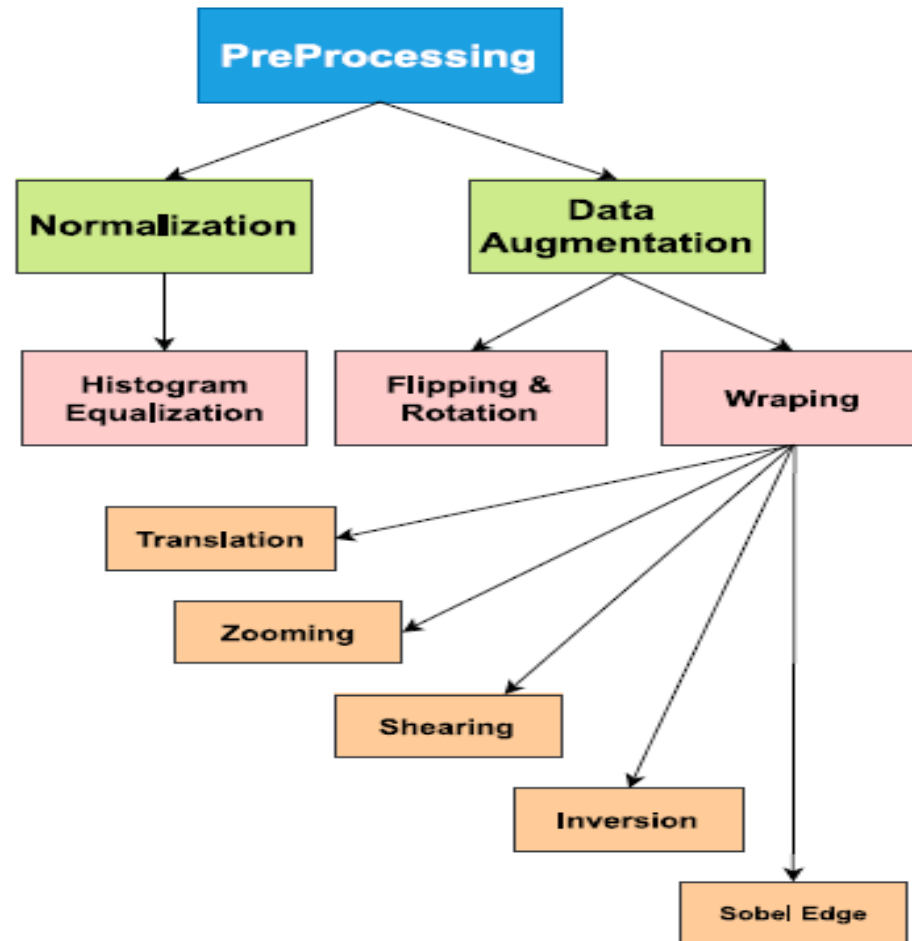 PreProcessing
Normalization
Data
Augmentation
Histogram
Equalization
Flipping &
Rotation
Wraping
Translation
Zooming
Shearing
Inversion
Sobel Edge